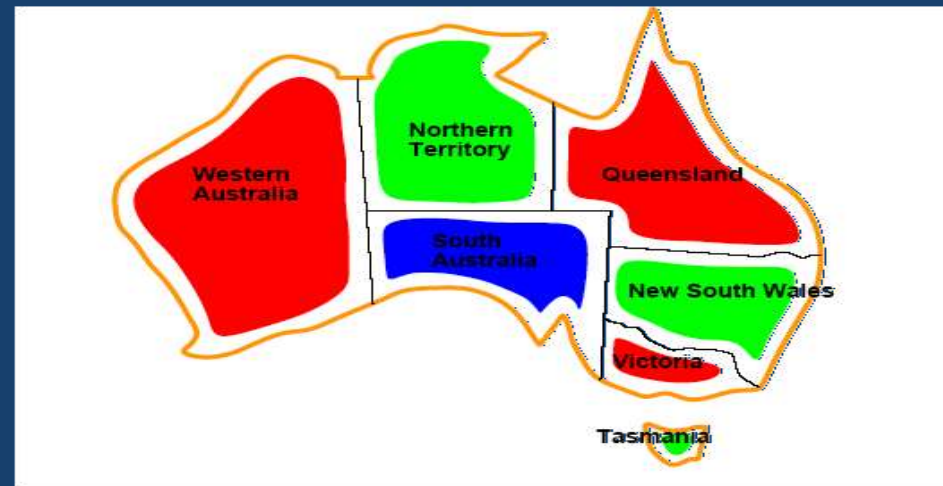 Northern
Territory
Western
Australia
Queensland
South
Australia
New South Wales
Victoria
Tasmania